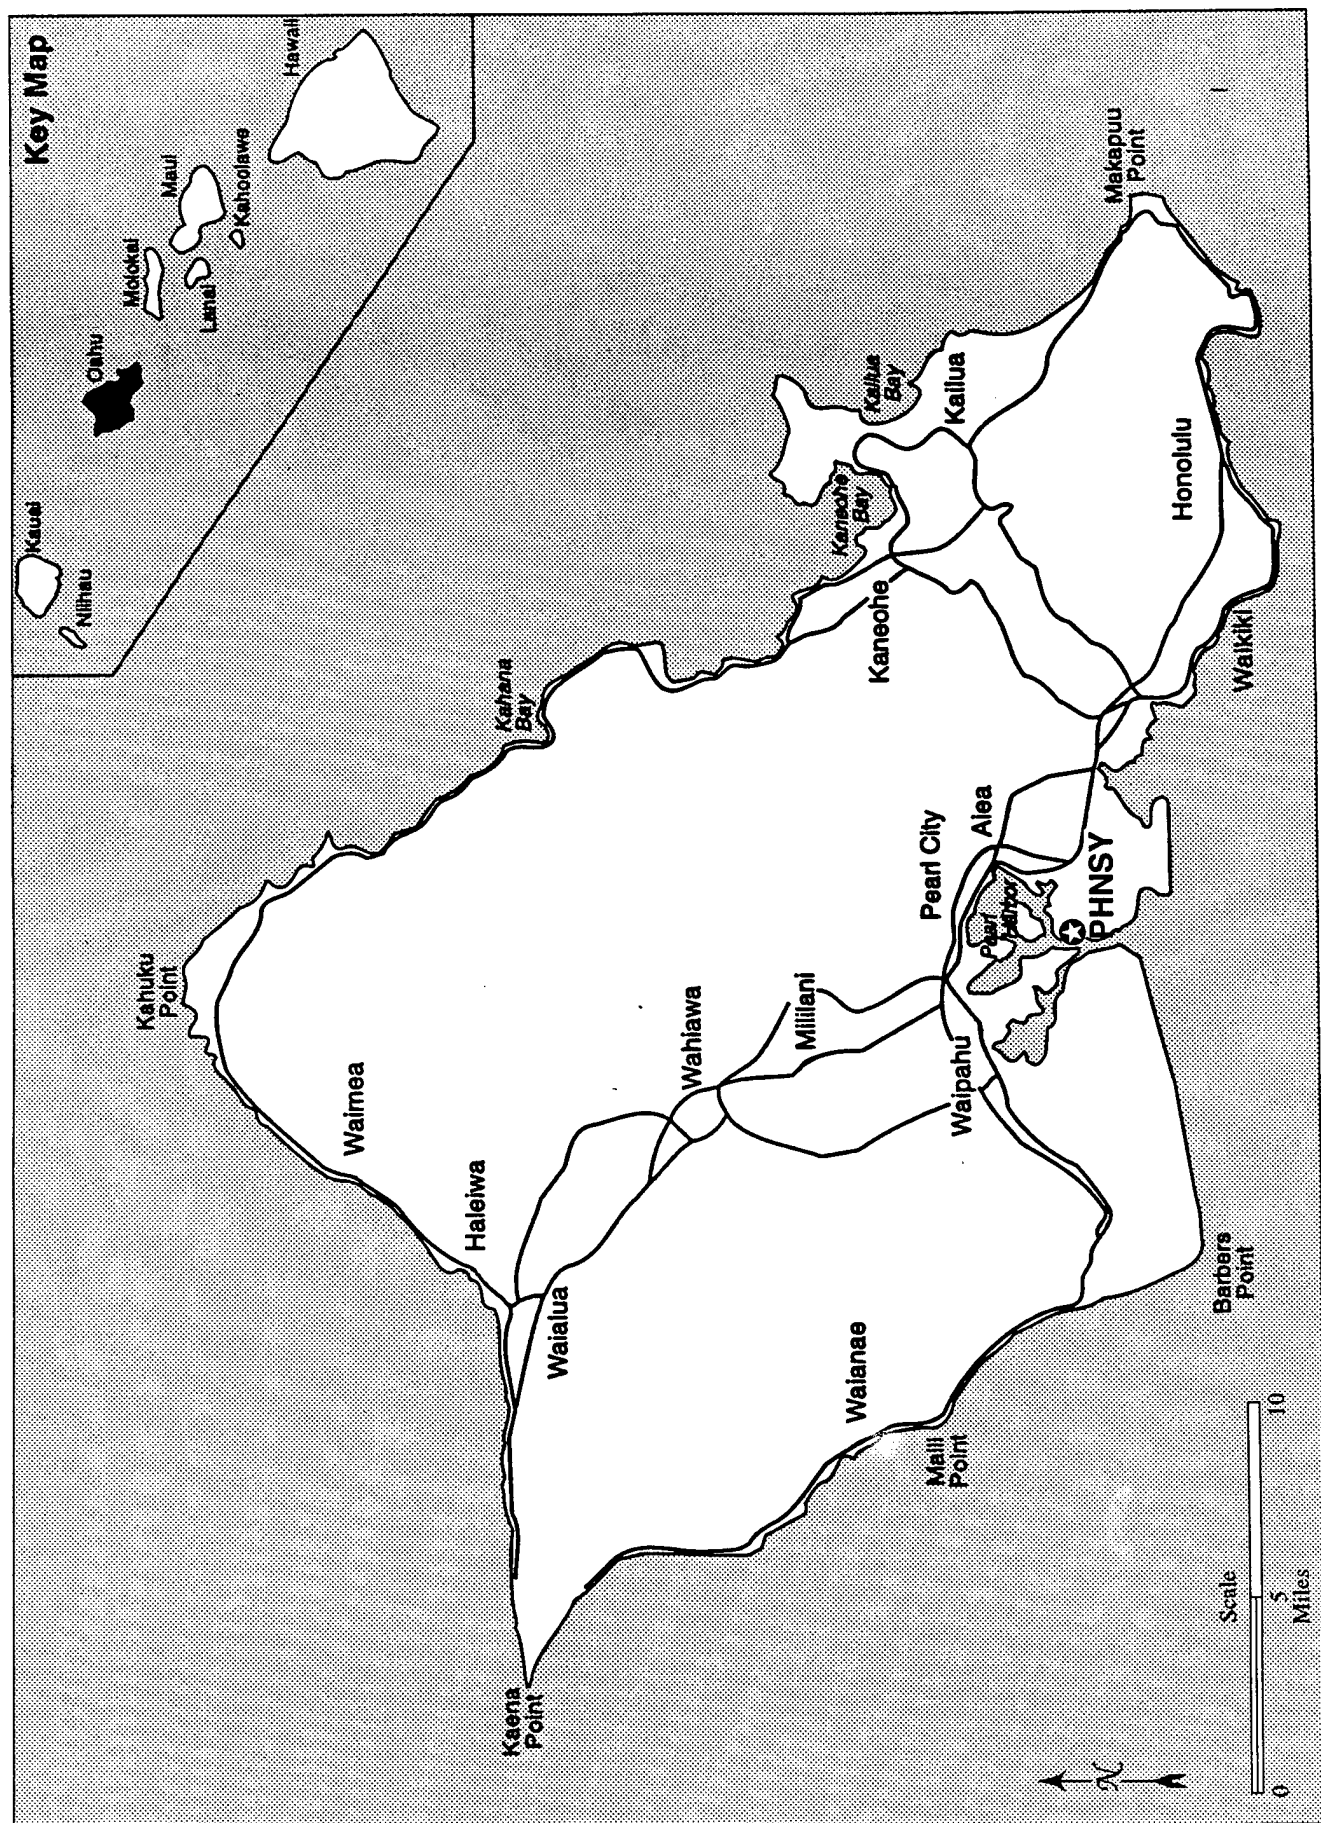 Key Map
Kauai
Niihau
Oahu
Molokai
Lanai
Maui
Kahoolawe
Hawaii
Kahuku
Point
Waimea
Haleiwa
Kahana
Bay
Kaena
Point
Waialua
Wahiawa
Mililani
Kaneohe
Bay
Kailua
Bay
Kaneohe
Kailua
Waianae
Maili
Point
Waipahu
Pearl City
Aiea
Pearl
Harbor
PHNSY
Honolulu
Makapuu
Point
Waikiki
Barbers
Point
N
Scale
0
5
10
Miles